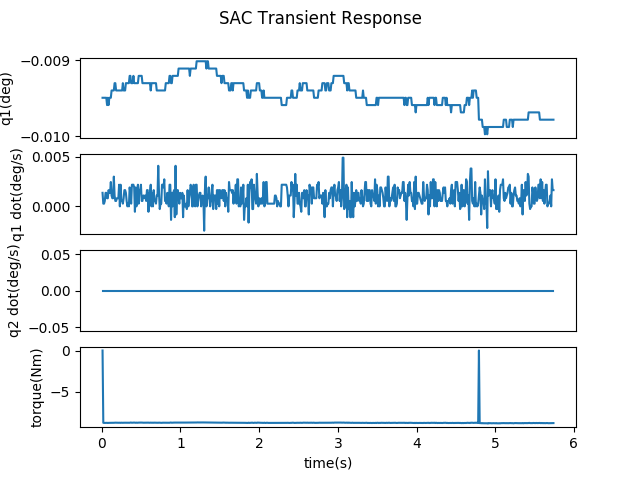 SAC Transient Response
−0.009
−0.010
q1(deg)
0.005
0.000
q1 dot(deg/s)
0.05
0.00
−0.05
q2 dot(deg/s)
0
−5
torque(Nm)
0 1 2 3 4 5 6
time(s)